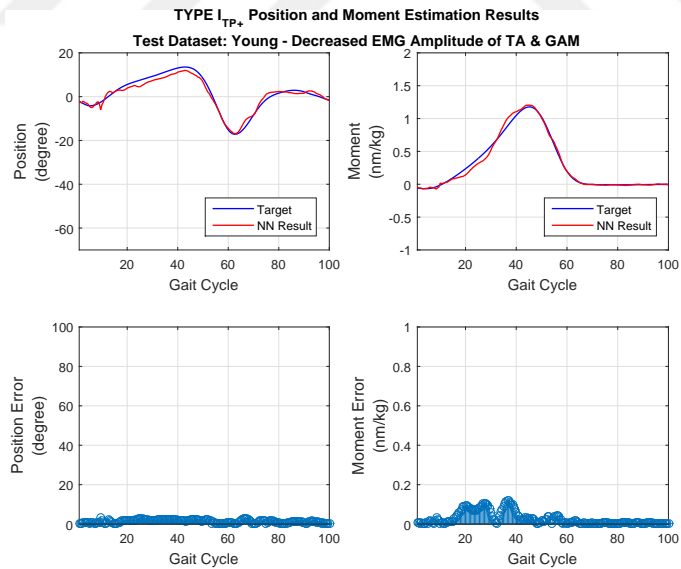 TYPE I_TP+ Position and Moment Estimation Results
Test Dataset: Young - Decreased EMG Amplitude of TA & GAM
20
0
-20
-40
-60
Position
(degree)
Target
NN Result
20 40 60 80 100
Gait Cycle
2
1.5
1
0.5
0
-0.5
-1
Moment
(nm/kg)
Target
NN Result
20 40 60 80 100
Gait Cycle
100
80
60
40
20
0
Position Error
(degree)
20 40 60 80 100
Gait Cycle
1
0.8
0.6
0.4
0.2
0
Moment Error
(nm/kg)
20 40 60 80 100
Gait Cycle